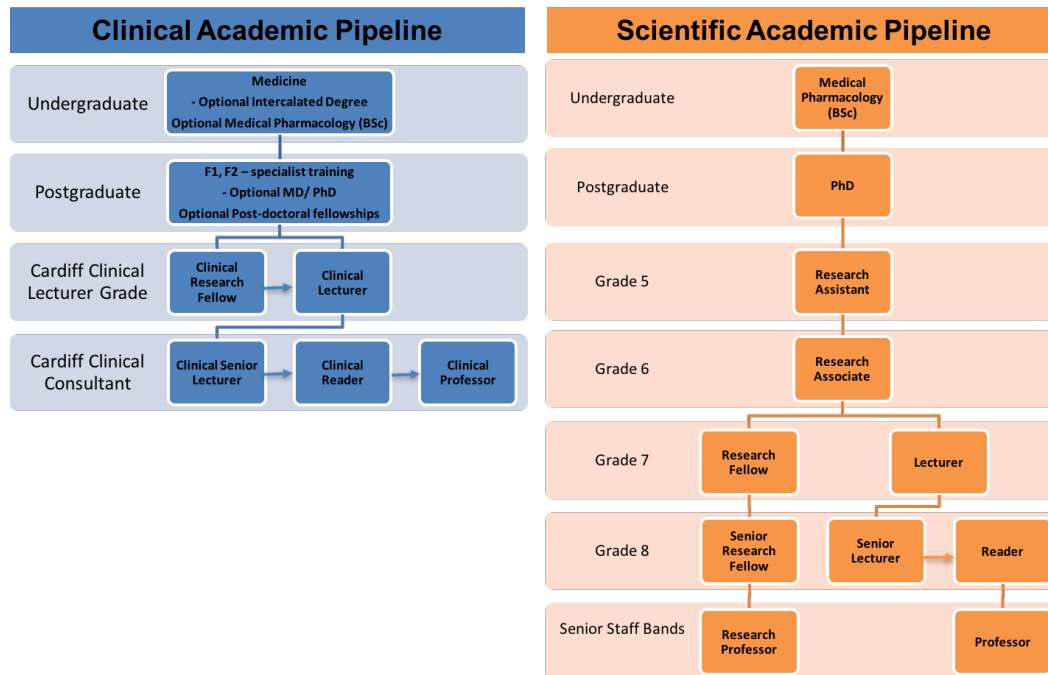 Clinical Academic Pipeline
Undergraduate
Medicine
- Optional Intercalated Degree
Optional Medical Pharmacology (BSc)
Postgraduate
F1, F2 – specialist training
- Optional MD/ PhD
Optional Post-doctoral fellowships
Cardiff Clinical
Lecturer Grade
Clinical
Research
Fellow
Clinical
Lecturer
Cardiff Clinical
Consultant
Clinical Senior
Lecturer
Clinical
Reader
Clinical
Professor
Scientific Academic Pipeline
Undergraduate
Medical
Pharmacology
(BSc)
Postgraduate
PhD
Grade 5
Research
Assistant
Grade 6
Research
Associate
Grade 7
Research
Fellow
Lecturer
Grade 8
Senior
Research
Fellow
Senior
Lecturer
Reader
Senior Staff Bands
Research
Professor
Professor